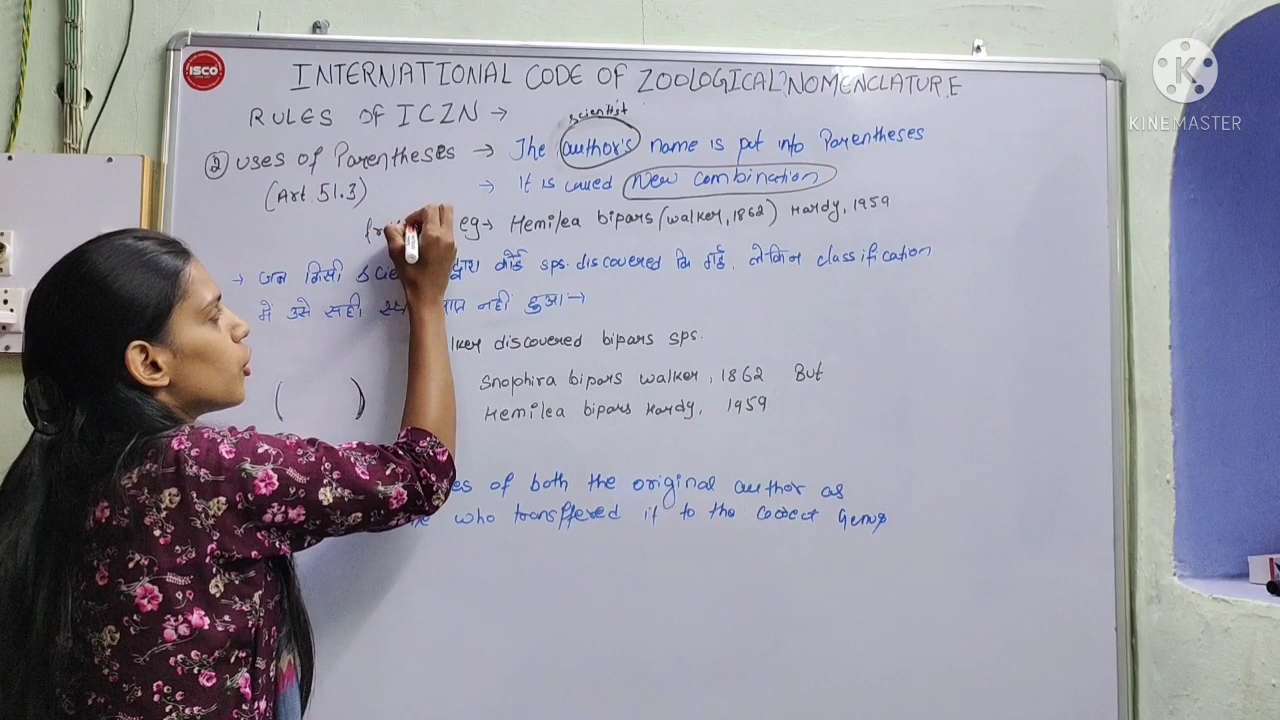 ISCO
INTERNATIONAL CODE OF ZOOLOGICAL NOMENCLATURE
KINEMASTER
RULES OF ICZN →
scientist
② Uses of Parentheses → The author's name is put into Parentheses
(Art. 51.3) → It is called New Combination
eg→ Hemilea bipars (walker, 1862) Hardy, 1959
→ जब किसी द्वारा कोई sps. discovered कि गई, लेकिन classification
में उसे सही नहीं हुआ:→
discovered bipars sps.
( ) Snophira bipars walker, 1862 But
Hemilea bipars Hardy, 1959
of both the original author as
who transffered it to the correct Genus